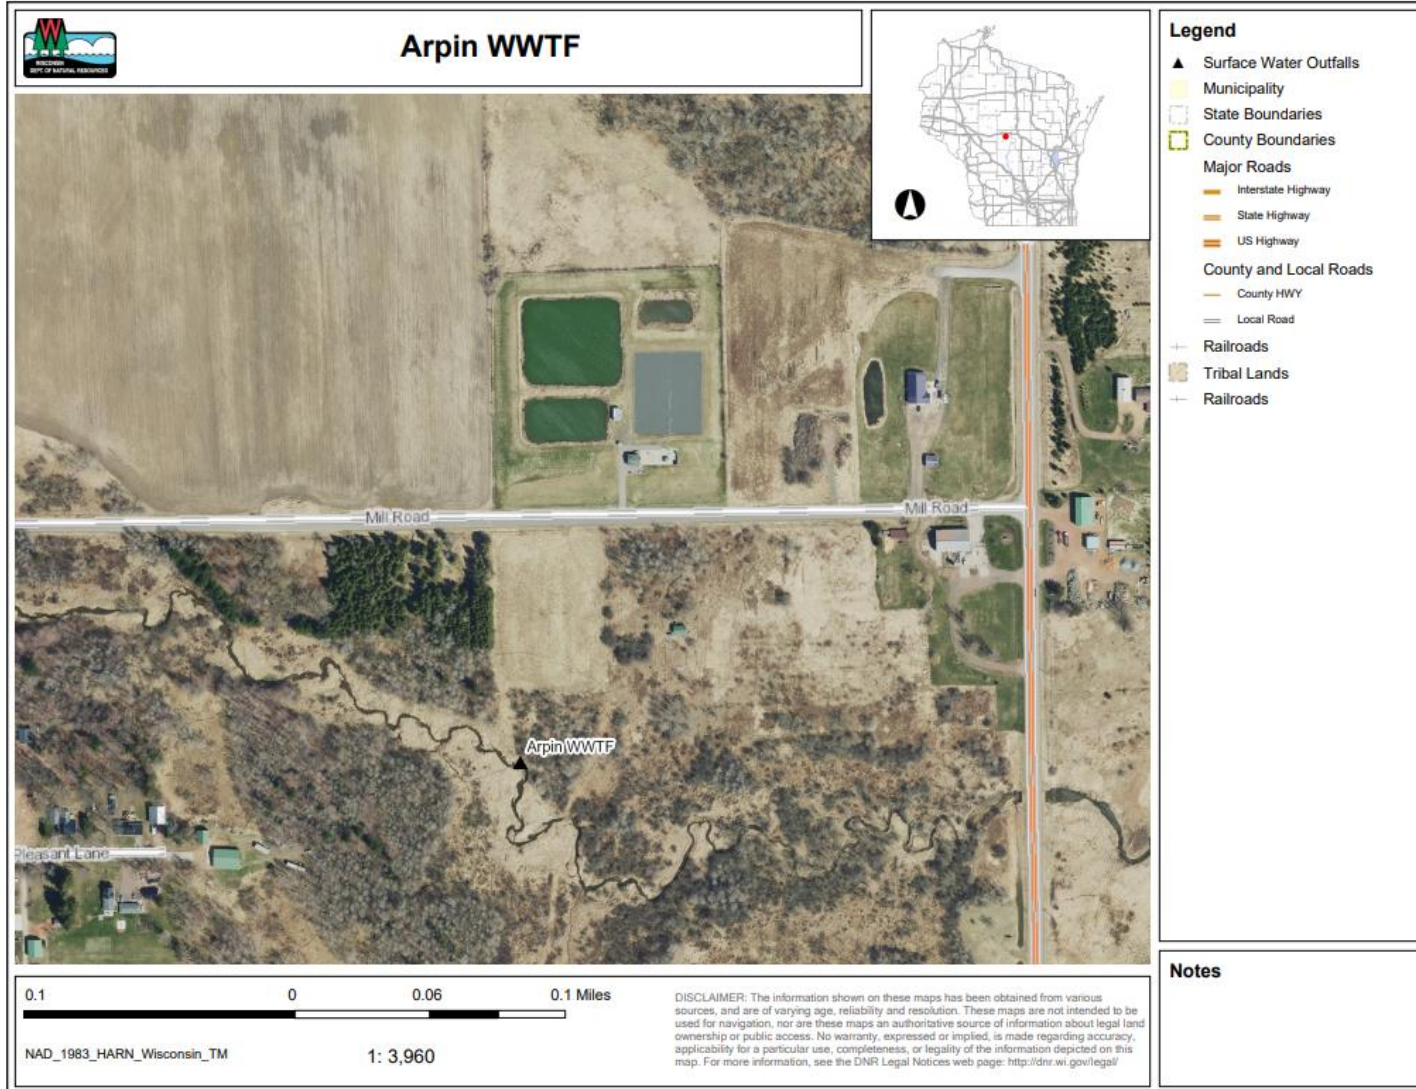 WISCONSIN
DEPT. OF NATURAL RESOURCES
Arpin WWTF
Legend
Surface Water Outfalls
Municipality
State Boundaries
County Boundaries
Major Roads
Interstate Highway
State Highway
US Highway
County and Local Roads
County HWY
Local Road
Railroads
Tribal Lands
Railroads
Mill Road
Mill Road
Arpin WWTF
Pleasant Lane
0.1 0 0.06 0.1 Miles
NAD_1983_HARN_Wisconsin_TM
1: 3,960
DISCLAIMER: The information shown on these maps has been obtained from various
sources, and are of varying age, reliability and resolution. These maps are not intended to be
used for navigation, nor are these maps an authoritative source of information about legal land
ownership or public access. No warranty, expressed or implied, is made regarding accuracy,
applicability for a particular use, completeness, or legality of the information depicted on this
map. For more information, see the DNR Legal Notices web page: http://dnr.wi.gov/legal/
Notes